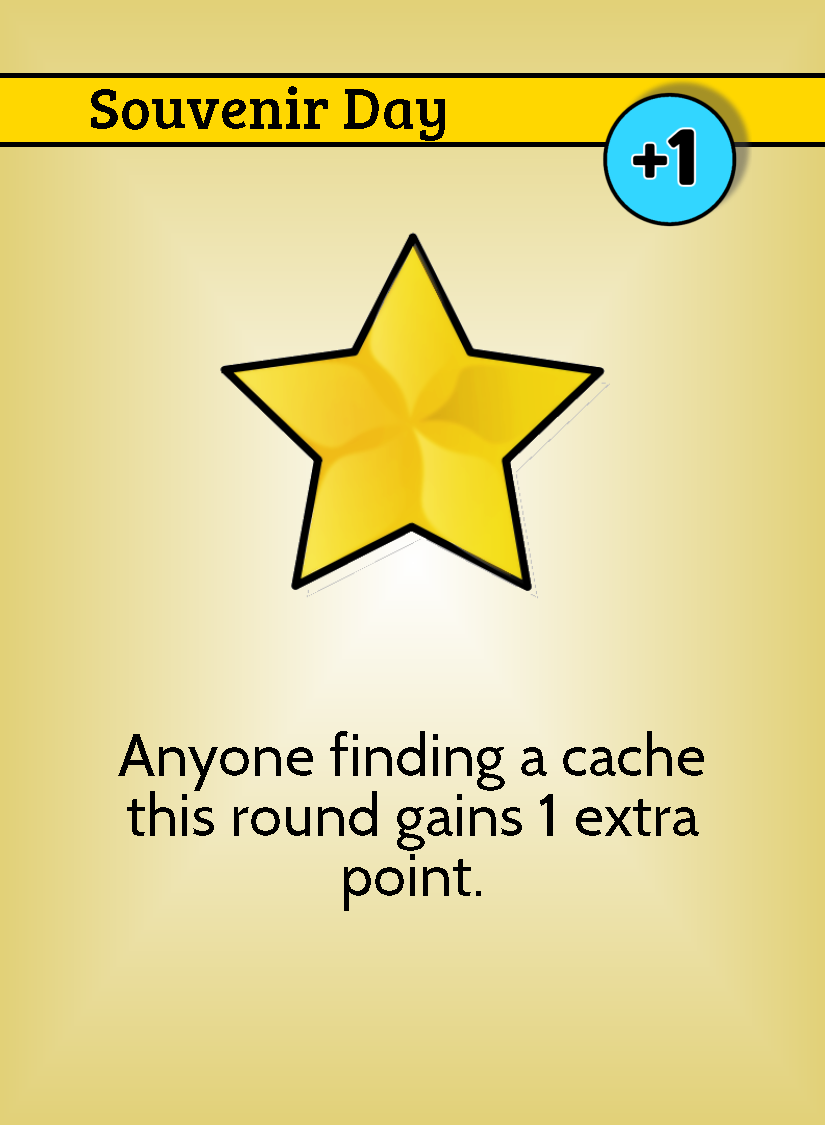 Souvenir Day
+1
Anyone finding a cache
this round gains 1 extra
point.